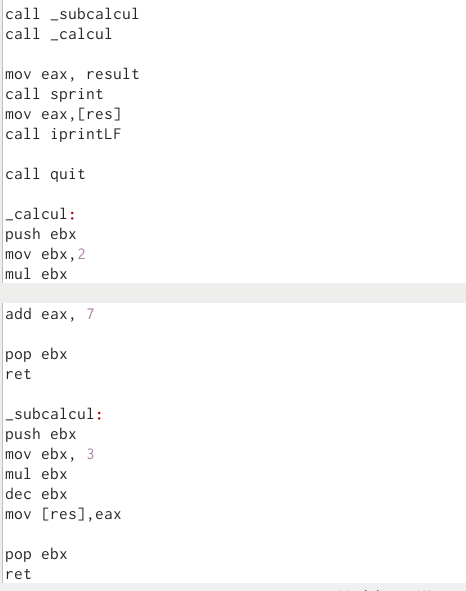 call _subcalcul
call _calcul
mov eax, result
call sprint
mov eax,[res]
call iprintLF
call quit
_calcul:
push ebx
mov ebx,2
mul ebx
add eax, 7
pop ebx
ret
_subcalcul:
push ebx
mov ebx, 3
mul ebx
dec ebx
mov [res],eax
pop ebx
ret